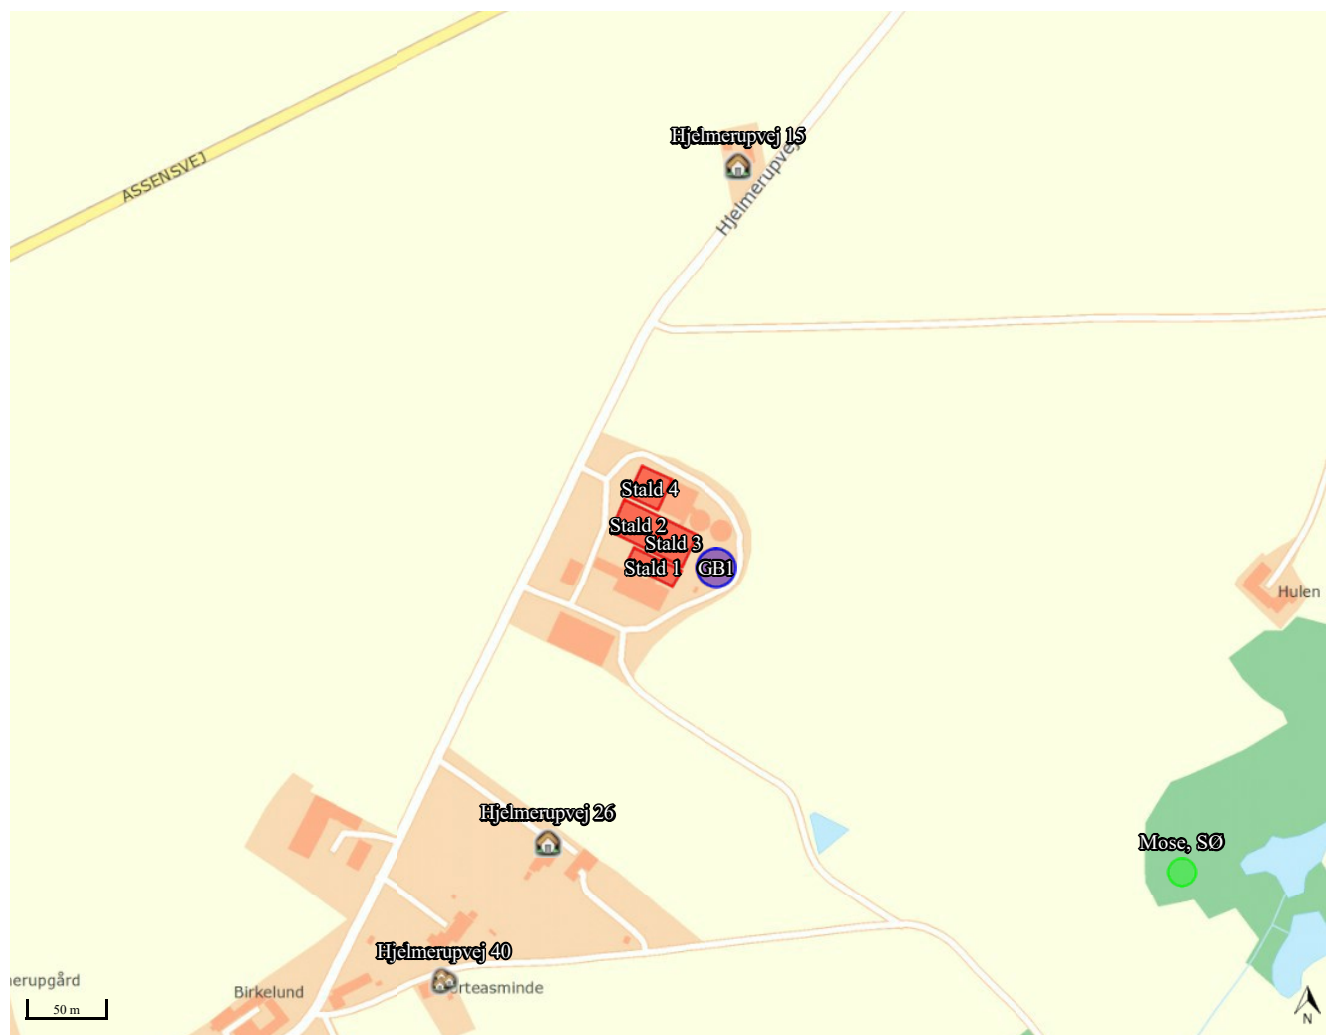 Hjelmerupvej 15
ASSENSVEJ
Hjelmerupvej
Stald 4
Stald 2
Stald 3
Stald 1
GB1
Hulen
Hjelmerupvej 26
Mose, SØ
Hjelmerupvej 40
nerupgård
Birkelund
rteasminde
50 m
N